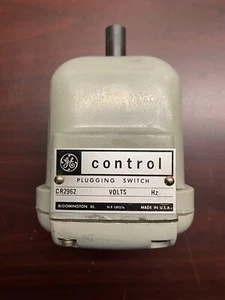 GE control
PLUGGING SWITCH
CR2962 VOLTS Hz
BLOOMINGTON ILL. MADE IN U.S.A.